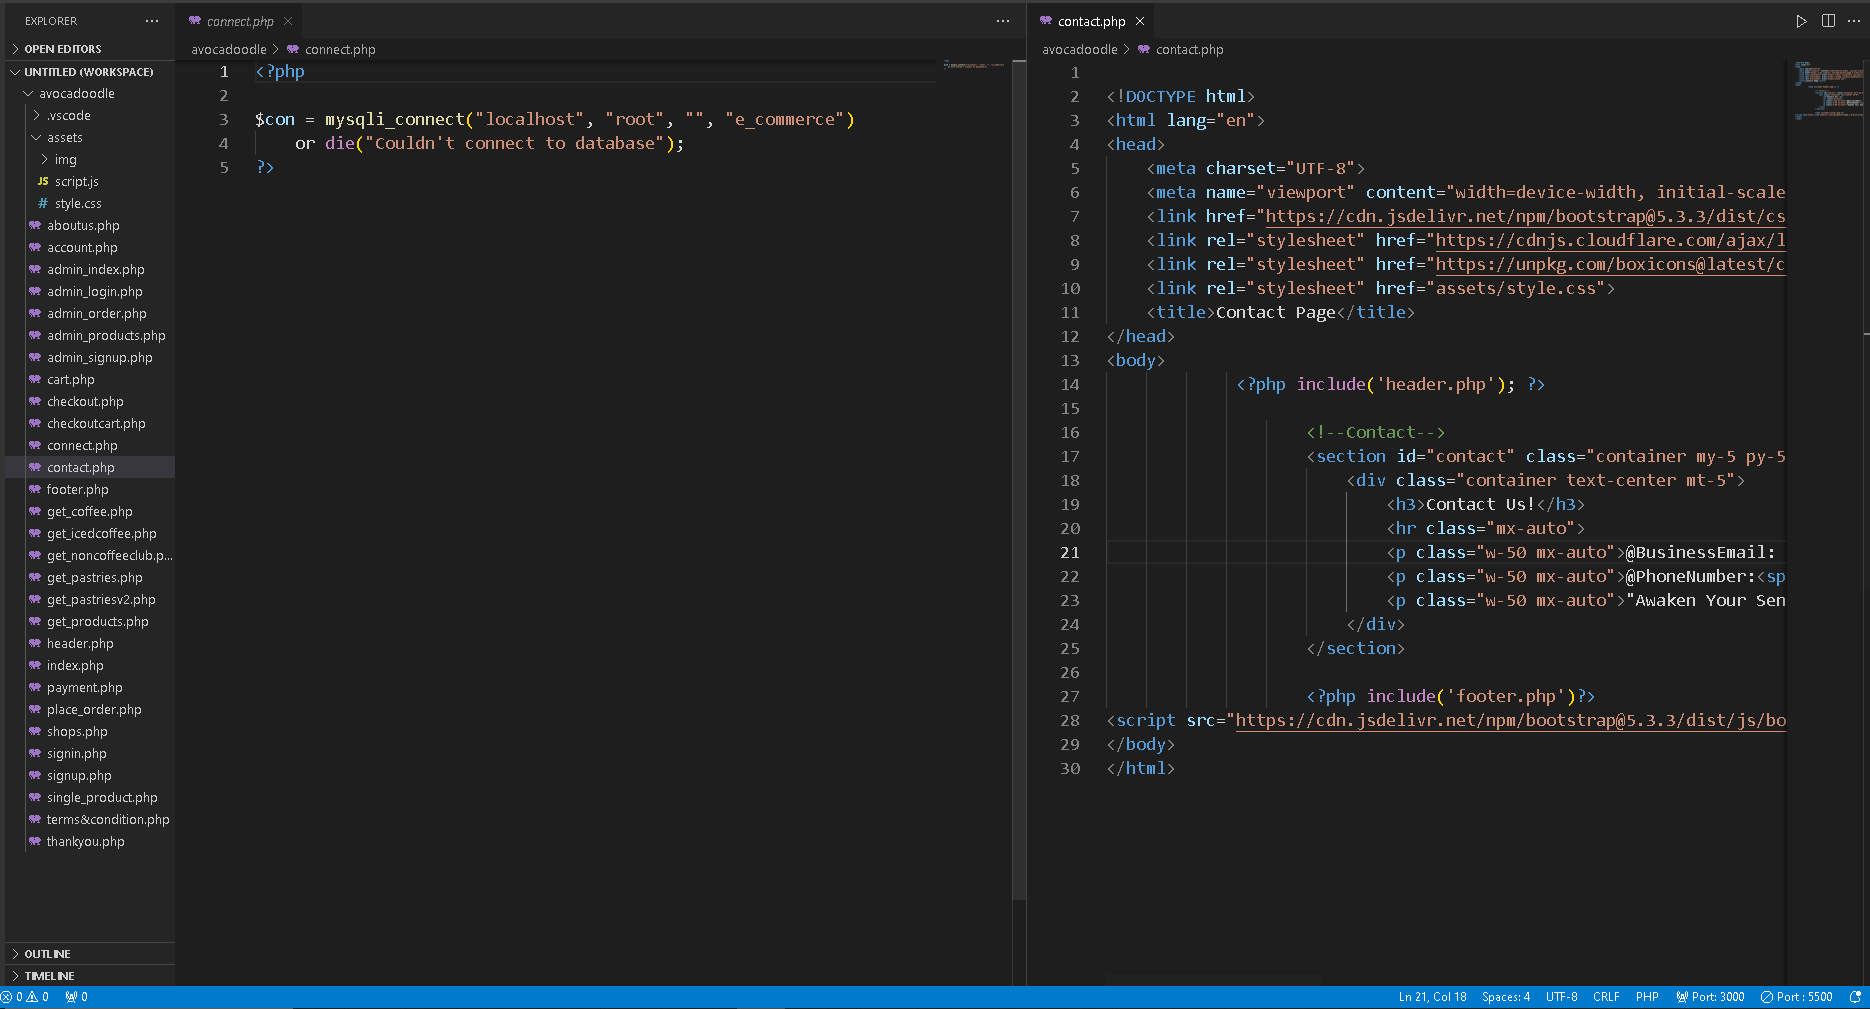 EXPLORER
OPEN EDITORS
UNTITLED (WORKSPACE)
avocadoodle
.vscode
assets
img
JS script.js
# style.css
aboutus.php
account.php
admin_index.php
admin_login.php
admin_order.php
admin_products.php
admin_signup.php
cart.php
checkout.php
checkoutcart.php
connect.php
contact.php
footer.php
get_coffee.php
get_icedcoffee.php
get_noncoffeeclub.p...
get_pastries.php
get_pastriesv2.php
get_products.php
header.php
index.php
payment.php
place_order.php
shops.php
signin.php
signup.php
single_product.php
terms&condition.php
thankyou.php
OUTLINE
TIMELINE
connect.php
avocadoodle > connect.php
1 <?php
2
3 $con = mysqli_connect("localhost", "root", "", "e_commerce")
4 or die("Couldn't connect to database");
5 ?>
contact.php
avocadoodle > contact.php
1
2 <!DOCTYPE html>
3 <html lang="en">
4 <head>
5 <meta charset="UTF-8">
6 <meta name="viewport" content="width=device-width, initial-scale
7 <link href="https://cdn.jsdelivr.net/npm/bootstrap@5.3.3/dist/cs
8 <link rel="stylesheet" href="https://cdnjs.cloudflare.com/ajax/l
9 <link rel="stylesheet" href="https://unpkg.com/boxicons@latest/c
10 <link rel="stylesheet" href="assets/style.css">
11 <title>Contact Page</title>
12 </head>
13 <body>
14 <?php include('header.php'); ?>
15
16 <!--Contact-->
17 <section id="contact" class="container my-5 py-5
18 <div class="container text-center mt-5">
19 <h3>Contact Us!</h3>
20 <hr class="mx-auto">
21 <p class="w-50 mx-auto">@BusinessEmail:
22 <p class="w-50 mx-auto">@PhoneNumber:<sp
23 <p class="w-50 mx-auto">"Awaken Your Sen
24 </div>
25 </section>
26
27 <?php include('footer.php')?>
28 <script src="https://cdn.jsdelivr.net/npm/bootstrap@5.3.3/dist/js/bo
29 </body>
30 </html>
0 0 0
Ln 21, Col 18 Spaces: 4 UTF-8 CRLF PHP Port: 3000 Port : 5500